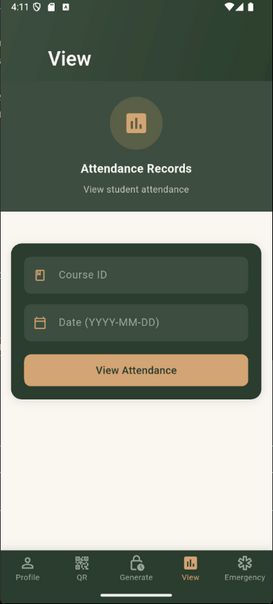 4:11
View
Attendance Records
View student attendance
Course ID
Date (YYYY-MM-DD)
View Attendance
Profile QR Generate View Emergency